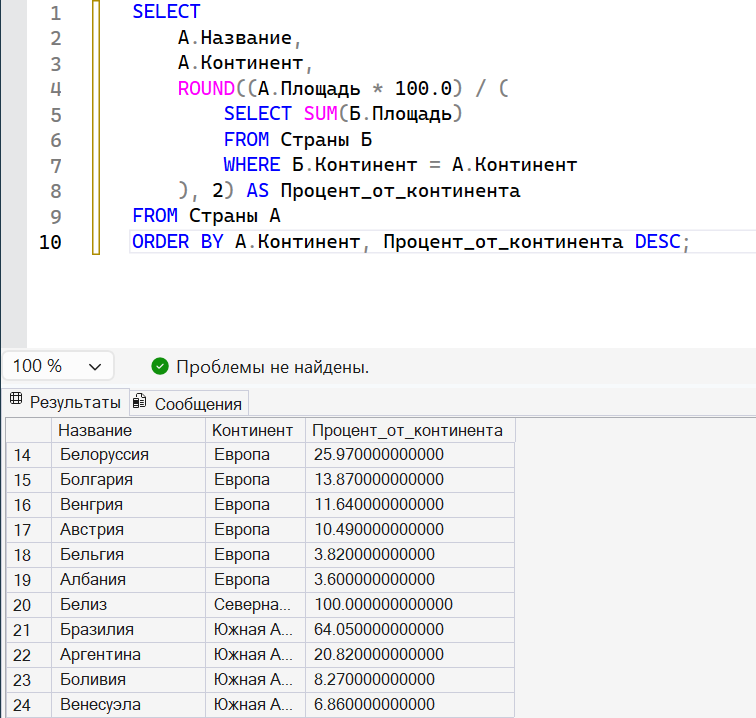 1 SELECT
2 А.Название,
3 А.Континент,
4 ROUND((А.Площадь * 100.0) / (
5 SELECT SUM(Б.Площадь)
6 FROM Страны Б
7 WHERE Б.Континент = А.Континент
8 ), 2) AS Процент_от_континента
9 FROM Страны А
10 ORDER BY А.Континент, Процент_от_континента DESC;
100 % Проблемы не найдены.
Результаты Сообщения
Название Континент Процент_от_континента
14 Белоруссия Европа 25.970000000000
15 Болгария Европа 13.870000000000
16 Венгрия Европа 11.640000000000
17 Австрия Европа 10.490000000000
18 Бельгия Европа 3.820000000000
19 Албания Европа 3.600000000000
20 Белиз Северна... 100.000000000000
21 Бразилия Южная А... 64.050000000000
22 Аргентина Южная А... 20.820000000000
23 Боливия Южная А... 8.270000000000
24 Венесуэла Южная А... 6.860000000000